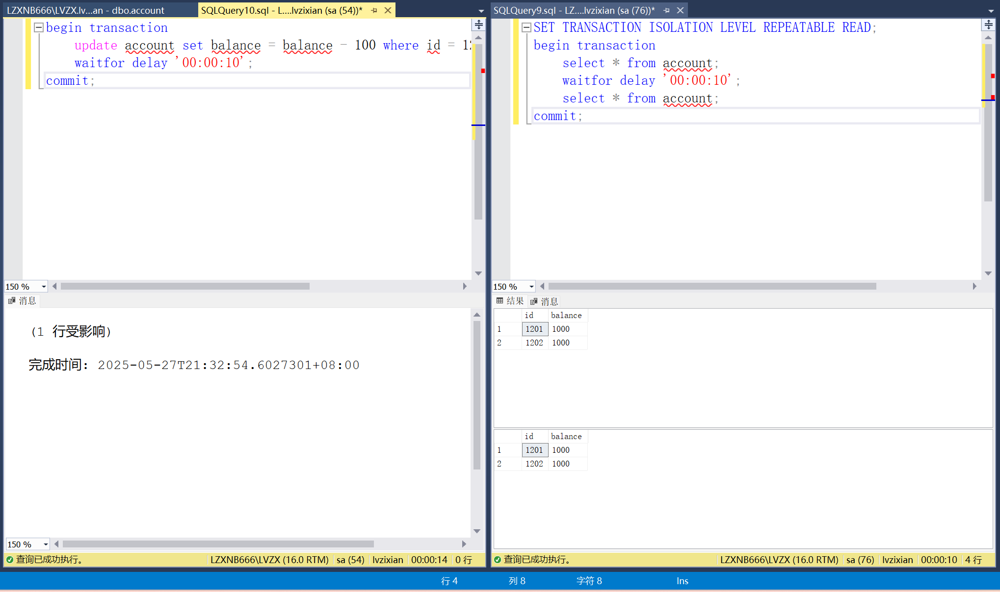 LZXNB666\LVZX.lv...an - dbo.account
SQLQuery10.sql - L....lvzixian (sa (54))*
begin transaction
update account set balance = balance - 100 where id = 12
waitfor delay '00:00:10';
commit;
150 %
消息
(1 行受影响)
完成时间: 2025-05-27T21:32:54.6027301+08:00
150 %
查询已成功执行。
LZXNB666\LVZX (16.0 RTM)
sa (54)
lvzixian
00:00:14
0 行
SQLQuery9.sql - LZ....lvzixian (sa (76))*
SET TRANSACTION ISOLATION LEVEL REPEATABLE READ;
begin transaction
select * from account;
waitfor delay '00:00:10';
select * from account;
commit;
150 %
结果
消息
id balance
1 1201 1000
2 1202 1000
id balance
1 1201 1000
2 1202 1000
查询已成功执行。
LZXNB666\LVZX (16.0 RTM)
sa (76)
lvzixian
00:00:10
4 行
行 4
列 8
字符 8
Ins